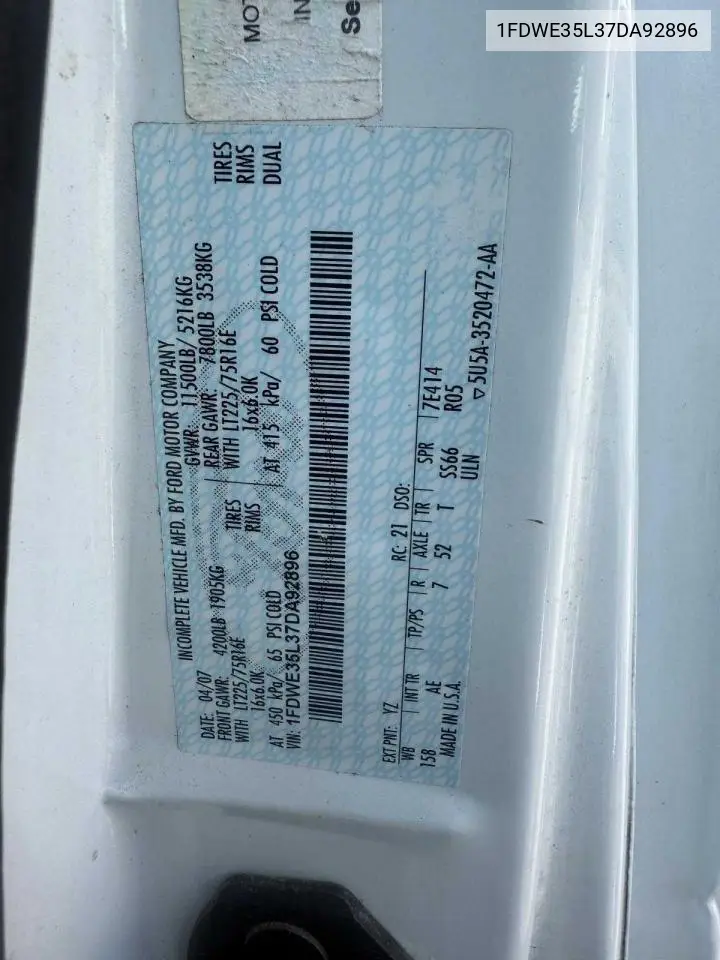 1FDWE35L37DA92896
MOT
IN
Se
INCOMPLETE VEHICLE MFD. BY FORD MOTOR COMPANY
DATE: 04/07 GVWR: 11500LB/ 5216KG
FRONT GAWR: 4200LB 1905KG REAR GAWR: 7800LB 3538KG
WITH LT225/75R16E TIRES WITH LT225/75R16E TIRES
16x6.0K RIMS 16x6.0K RIMS
AT 450 kPa/ 65 PSI COLD AT 415 kPa/ 60 PSI COLD DUAL
VIN: 1FDWE35L37DA92896
EXT PNT: YZ RC: 21 DSO:
WB INT TR TP/PS R AXLE TR SPR 7E414
158 AE 7 52 T SS66 R05
MADE IN U.S.A. ULN
▽5U5A-3520472-AA